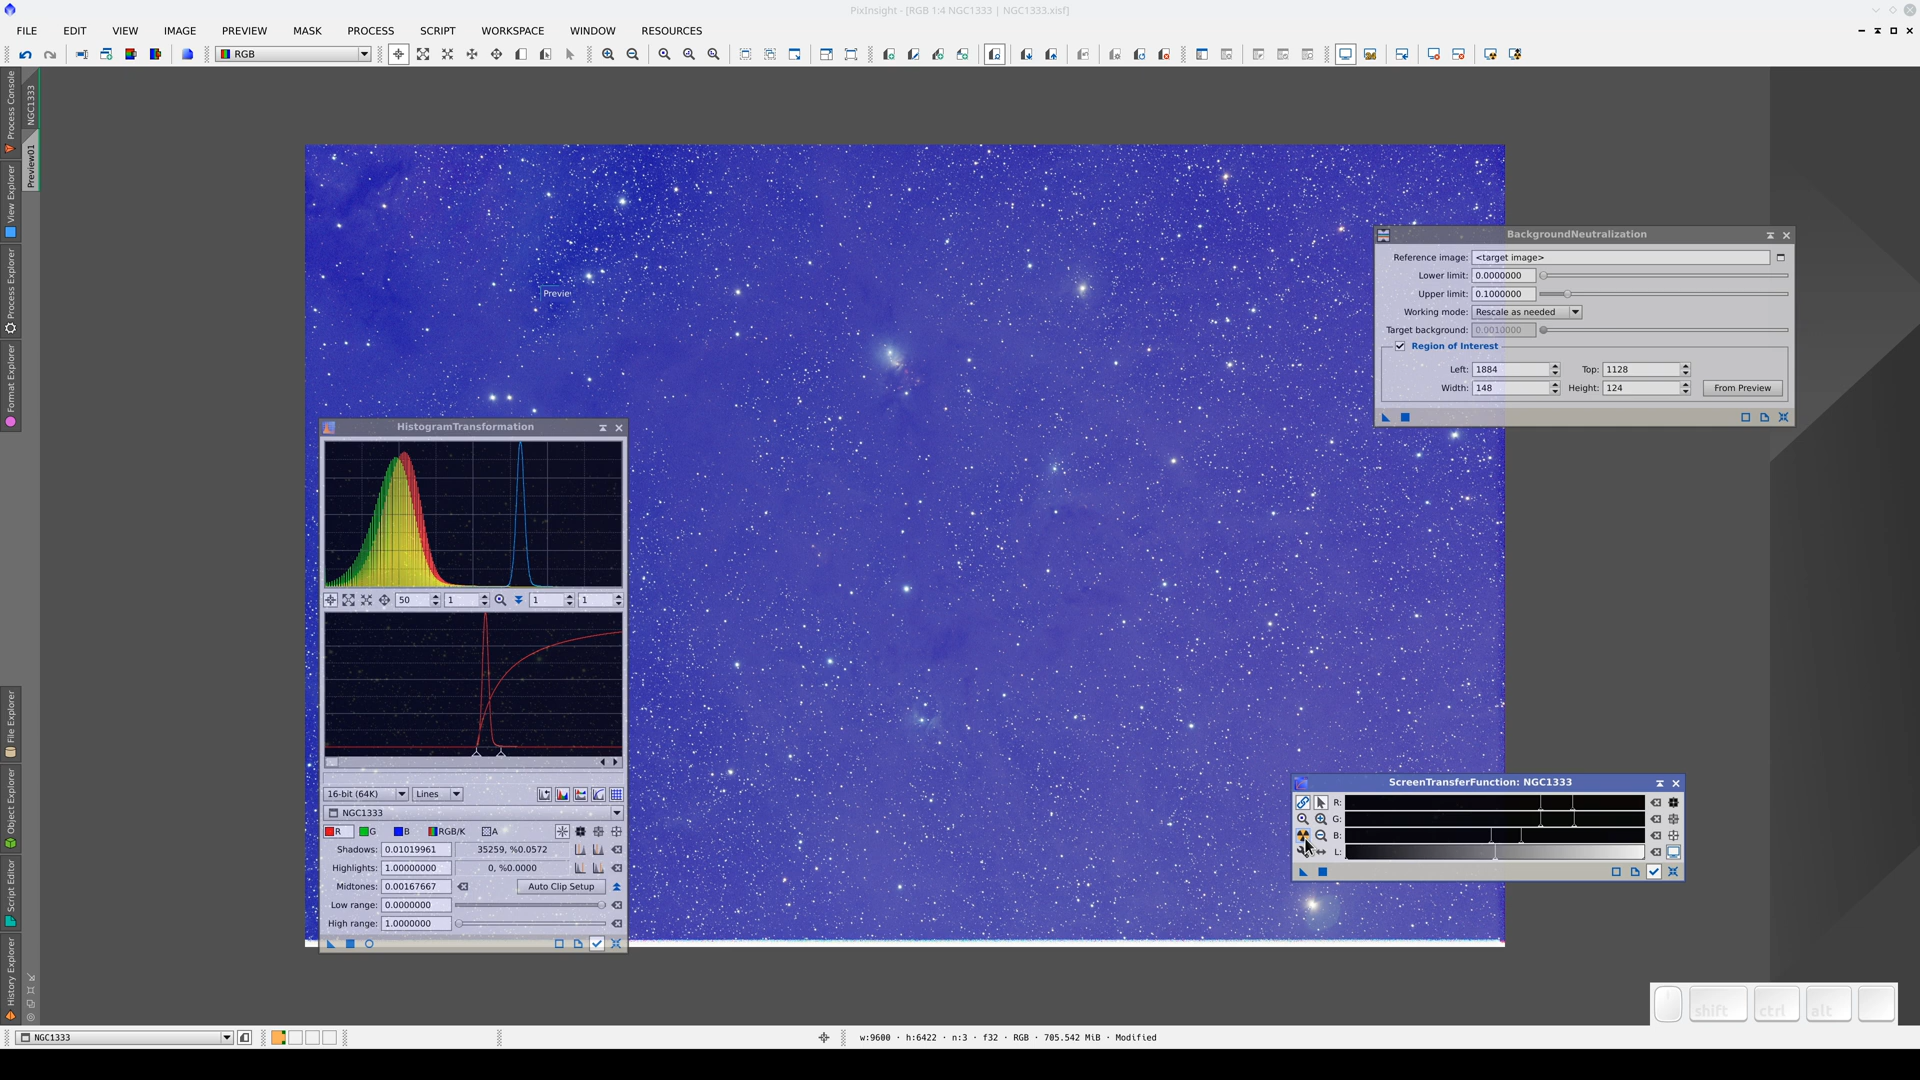 PixInsight - [RGB 1:4 NGC1333 | NGC1333.xisf]
FILE EDIT VIEW IMAGE PREVIEW MASK PROCESS SCRIPT WORKSPACE WINDOW RESOURCES
RGB
Process Console
View Explorer
Process Explorer
Format Explorer
File Explorer
Object Explorer
Script Editor
History Explorer
NGC1333
Preview01
Previe
BackgroundNeutralization
Reference image: <target image>
Lower limit: 0.0000000
Upper limit: 0.1000000
Working mode: Rescale as needed
Target background: 0.0010000
Region of Interest
Left: 1884 Top: 1128
Width: 148 Height: 124 From Preview
HistogramTransformation
50 1 1 1
16-bit (64K) Lines
NGC1333
R G B RGB/K A
Shadows: 0.01019961 35259, %0.0572
Highlights: 1.00000000 0, %0.0000
Midtones: 0.00167667 Auto Clip Setup
Low range: 0.0000000
High range: 1.0000000
ScreenTransferFunction: NGC1333
R:
G:
B:
L:
shift ctrl alt
NGC1333
w:9600 · h:6422 · n:3 · f32 · RGB · 705.542 MiB · Modified